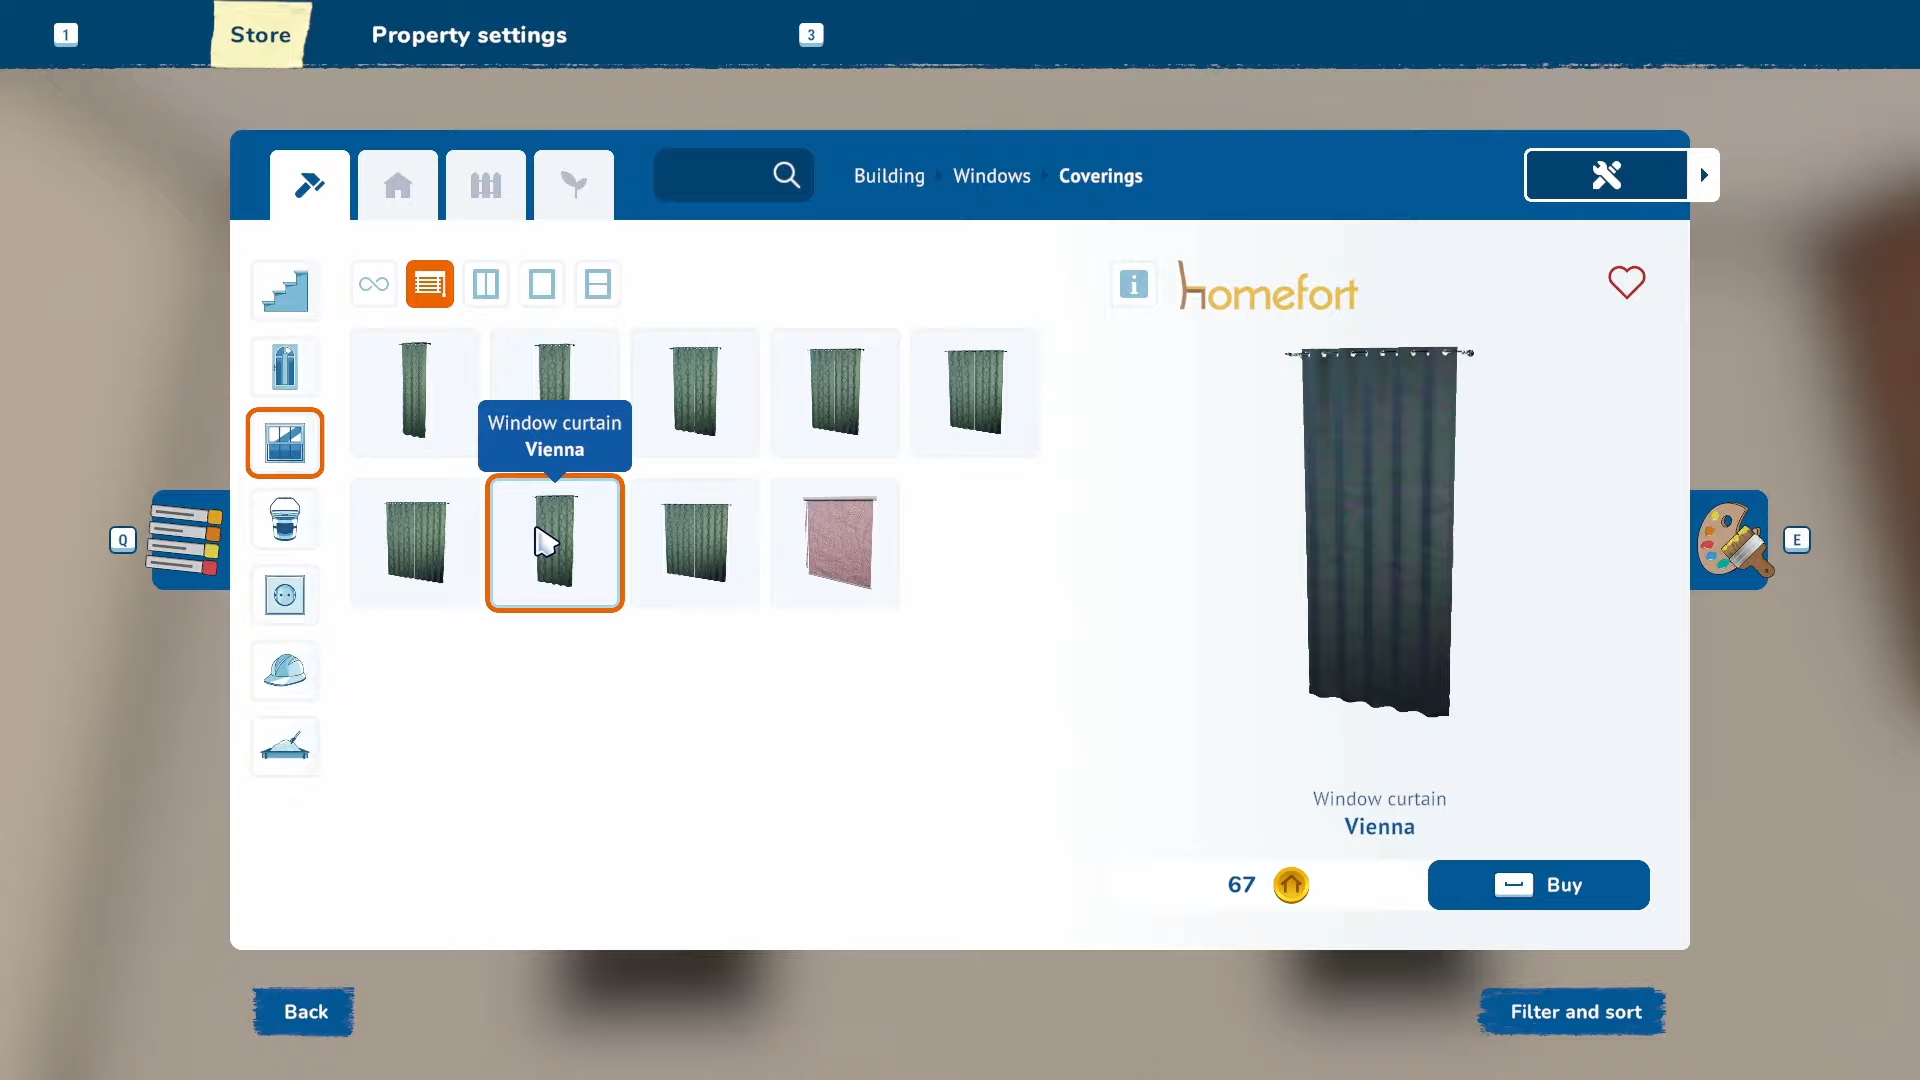 1
Store
Property settings
3
Building
Windows
Coverings
homefort
Window curtain
Vienna
Q
E
Window curtain
Vienna
67
Buy
Back
Filter and sort